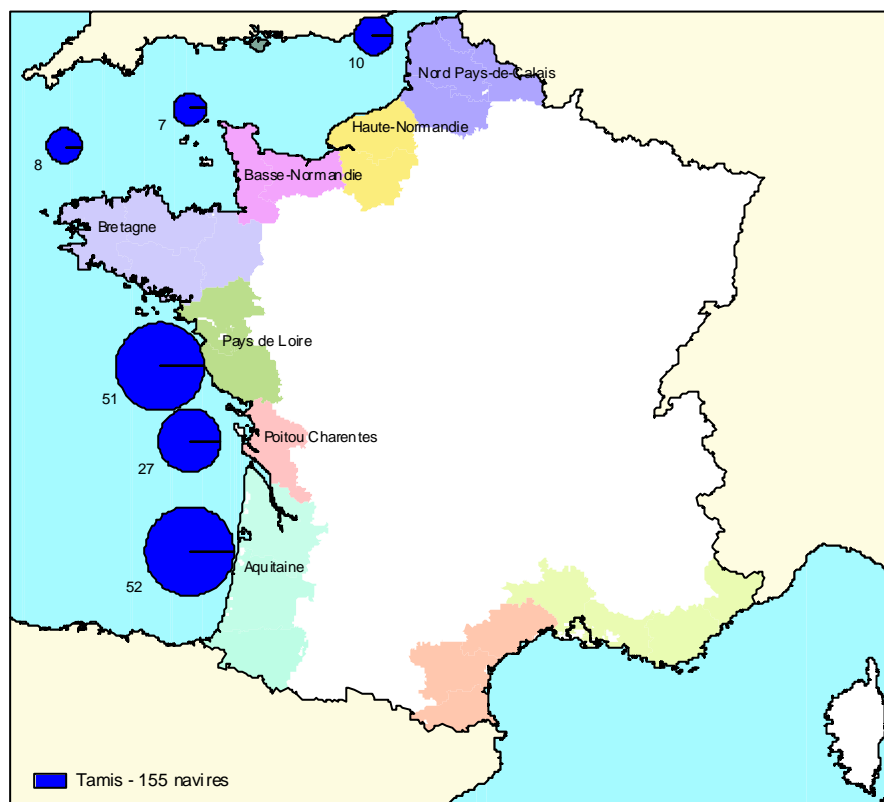 10
Nord Pays-de-Calais
7
Haute-Normandie
8
Basse-Normandie
Bretagne
Pays de Loire
51
Poitou Charentes
27
Aquitaine
52
Tamis - 155 navires